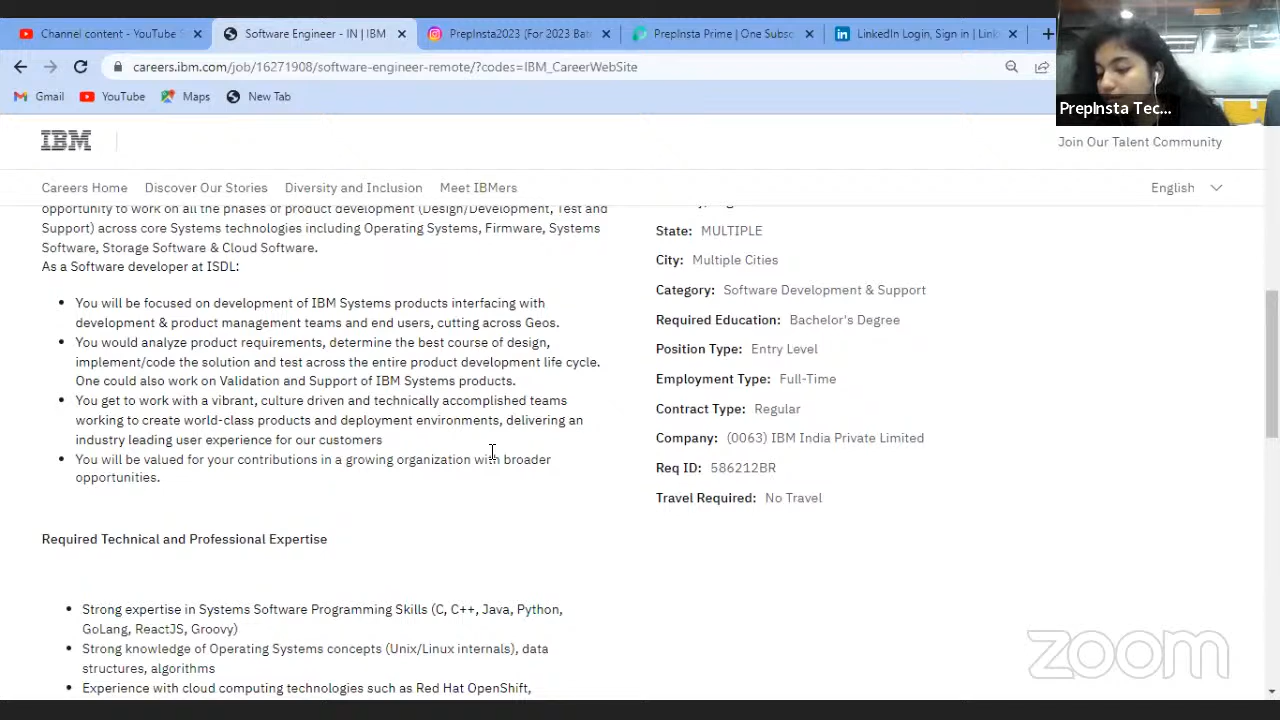 Channel content - YouTube S
Software Engineer - IN | IBM
PrepInsta2023 [FoF 2023 Bat
PrepInsta Prime | One Subsc
LinkedIn Login, Sign in | Link
careers.ibm.com/job/16271908/software-engineer-remote/?codes=IBM_CareerWebSite
Gmail
YouTube
Maps
New Tab
PrepInsta Tec...
IBM
Join Our Talent Community
Careers Home
Discover Our Stories
Diversity and Inclusion
Meet IBMers
English
opportunity to work on all the phases of product development (Design/Development, Test and
Support) across core Systems technologies including Operating Systems, Firmware, Systems
Software, Storage Software & Cloud Software.
As a Software developer at ISDL:
• You will be focused on development of IBM Systems products interfacing with
development & product management teams and end users, cutting across Geos.
• You would analyze product requirements, determine the best course of design,
implement/code the solution and test across the entire product development life cycle.
One could also work on Validation and Support of IBM Systems products.
• You get to work with a vibrant, culture driven and technically accomplished teams
working to create world-class products and deployment environments, delivering an
industry leading user experience for our customers
• You will be valued for your contributions in a growing organization with broader
opportunities.
Required Technical and Professional Expertise
• Strong expertise in Systems Software Programming Skills (C, C++, Java, Python,
GoLang, ReactJS, Groovy)
• Strong knowledge of Operating Systems concepts (Unix/Linux internals), data
structures, algorithms
• Experience with cloud computing technologies such as Red Hat OpenShift,
State: MULTIPLE
City: Multiple Cities
Category: Software Development & Support
Required Education: Bachelor's Degree
Position Type: Entry Level
Employment Type: Full-Time
Contract Type: Regular
Company: (0063) IBM India Private Limited
Req ID: 586212BR
Travel Required: No Travel
zoom